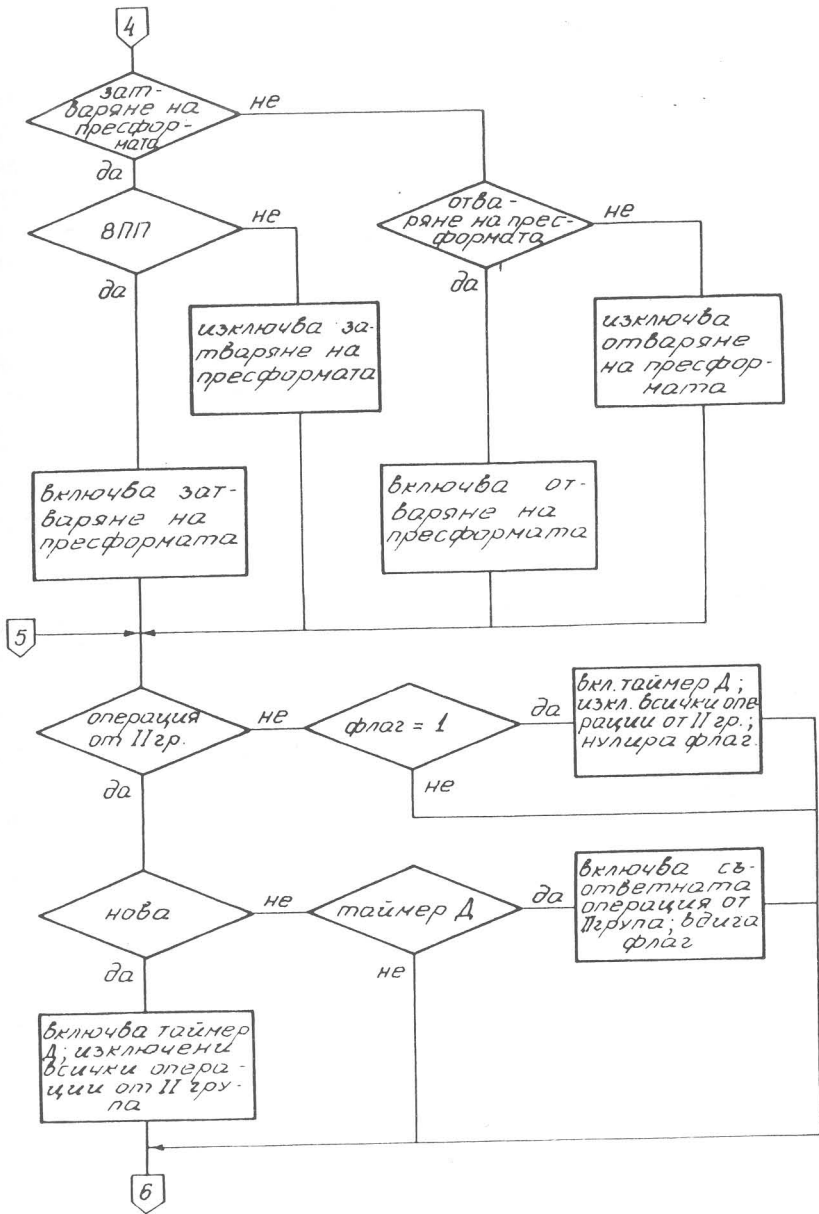 4
зат-
варяне на
пресфор-
мата
не
да
ВПП
не
да
отва-
ряне на прес-
формата
не
да
изключва за-
тваряне на
пресформата
изключва
отваряне
на пресфор-
мата
включва зат-
варяне на
пресформата
включва от-
варяне на
пресформата
5
операция
от II гр.
не
да
флаг = 1
да
не
вкл. таймер Д;
изкл. всички опе
рации от II гр.;
нулира флаг.
нова
не
да
таймер Д
да
не
включва съ-
ответната
операция от
II група; вдига
флаг
включва таймер
Д; изключени
всички опера-
ции от II гру-
па
6